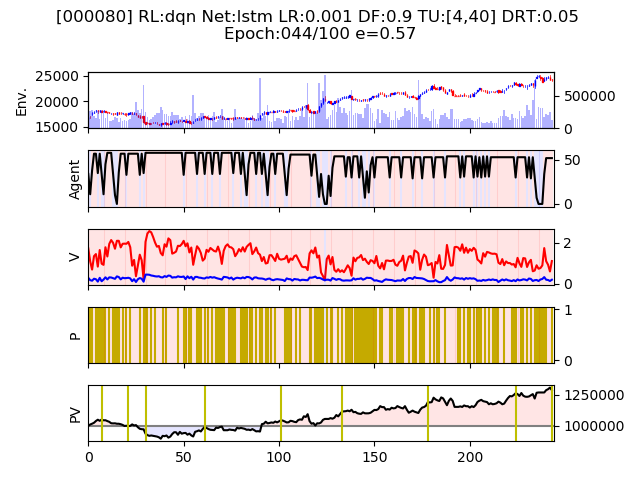 [000080] RL:dqn Net:lstm LR:0.001 DF:0.9 TU:[4,40] DRT:0.05
Epoch:044/100 e=0.57
Env.
25000
20000
15000
500000
0
Agent
50
0
V
2
0
P
1
0
PV
1250000
1000000
0 50 100 150 200